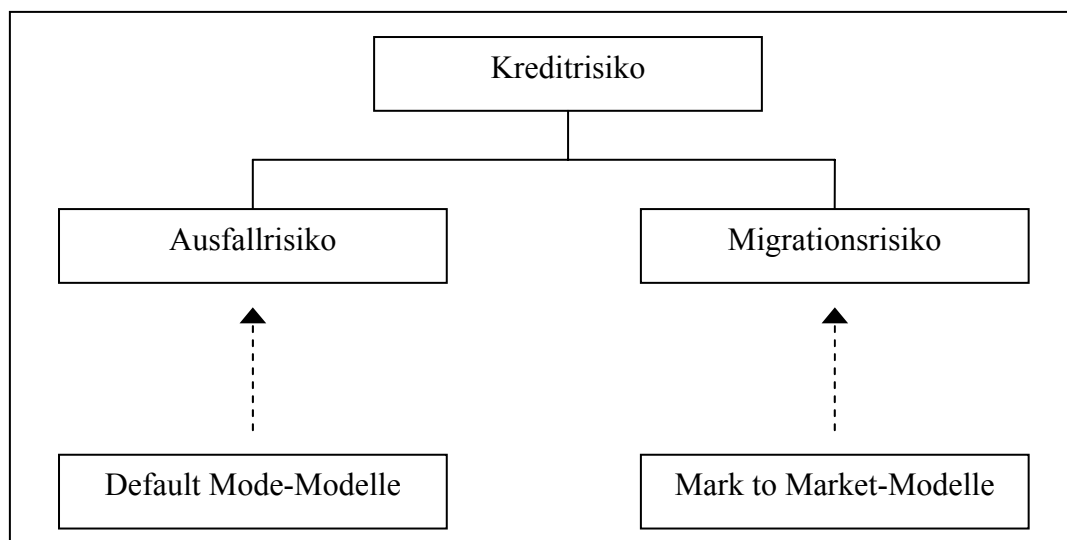 Kreditrisiko
Ausfallrisiko
Migrationsrisiko
Default Mode-Modelle
Mark to Market-Modelle